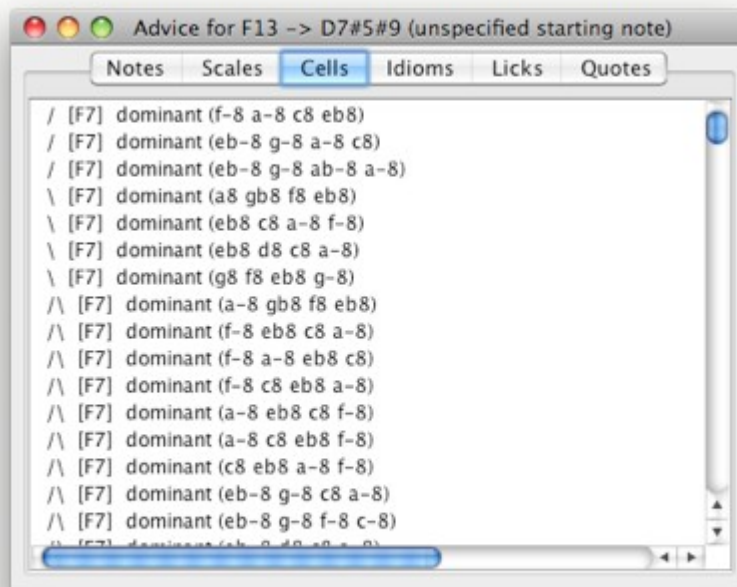 Advice for F13 -> D7#5#9 (unspecified starting note)
Notes Scales Cells Idioms Licks Quotes
/ [F7] dominant (f-8 a-8 c8 eb8)
/ [F7] dominant (eb-8 g-8 a-8 c8)
/ [F7] dominant (eb-8 g-8 ab-8 a-8)
\ [F7] dominant (a8 gb8 f8 eb8)
\ [F7] dominant (eb8 c8 a-8 f-8)
\ [F7] dominant (eb8 d8 c8 a-8)
\ [F7] dominant (g8 f8 eb8 g-8)
/\ [F7] dominant (a-8 gb8 f8 eb8)
/\ [F7] dominant (f-8 eb8 c8 a-8)
/\ [F7] dominant (f-8 a-8 eb8 c8)
/\ [F7] dominant (f-8 c8 eb8 a-8)
/\ [F7] dominant (a-8 eb8 c8 f-8)
/\ [F7] dominant (a-8 c8 eb8 f-8)
/\ [F7] dominant (c8 eb8 a-8 f-8)
/\ [F7] dominant (eb-8 g-8 c8 a-8)
/\ [F7] dominant (eb-8 g-8 f-8 c-8)